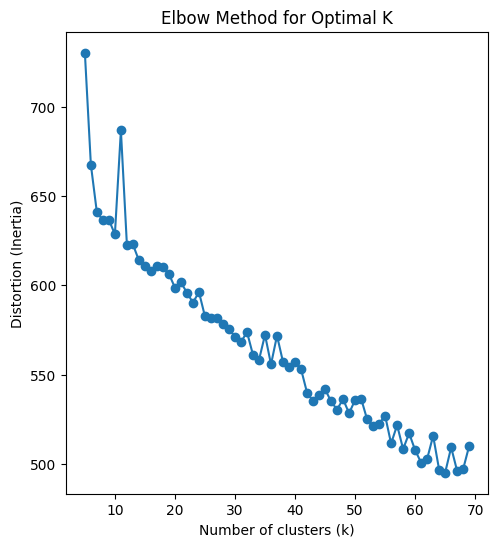 Elbow Method for Optimal K
Distortion (Inertia)
700
650
600
550
500
10 20 30 40 50 60 70
Number of clusters (k)